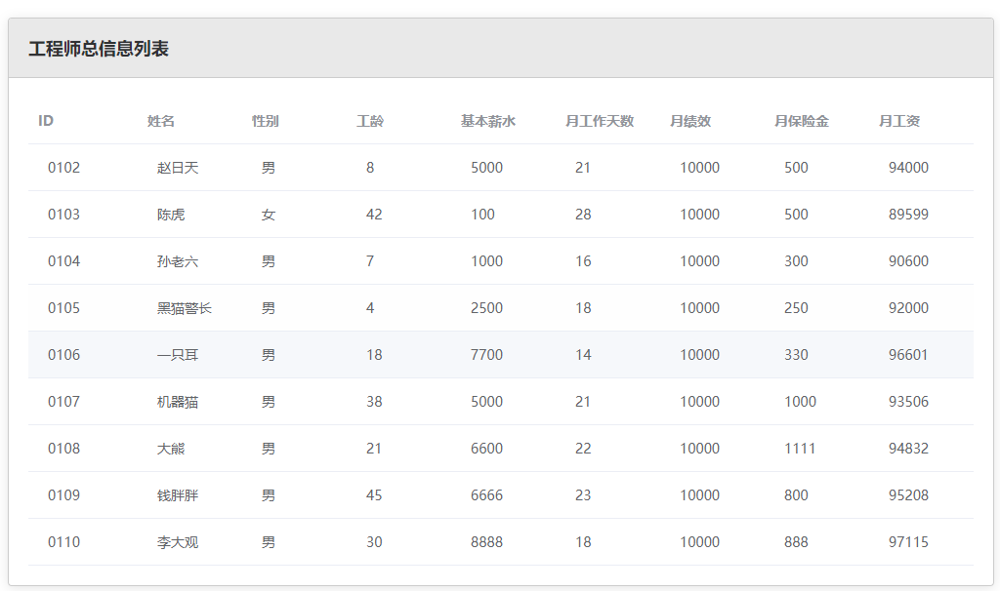 工程师总信息列表
ID 姓名 性别 工龄 基本薪水 月工作天数 月绩效 月保险金 月工资
0102 赵日天 男 8 5000 21 10000 500 94000
0103 陈虎 女 42 100 28 10000 500 89599
0104 孙老六 男 7 1000 16 10000 300 90600
0105 黑猫警长 男 4 2500 18 10000 250 92000
0106 一只耳 男 18 7700 14 10000 330 96601
0107 机器猫 男 38 5000 21 10000 1000 93506
0108 大熊 男 21 6600 22 10000 1111 94832
0109 钱胖胖 男 45 6666 23 10000 800 95208
0110 李大观 男 30 8888 18 10000 888 97115